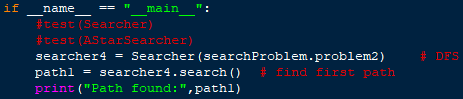 if __name__ == "__main__":
    #test(Searcher)
    #test(AStarSearcher)
    searcher4 = Searcher(searchProblem.problem2)    # DFS
    path1 = searcher4.search()  # find first path
    print("Path found:",path1)